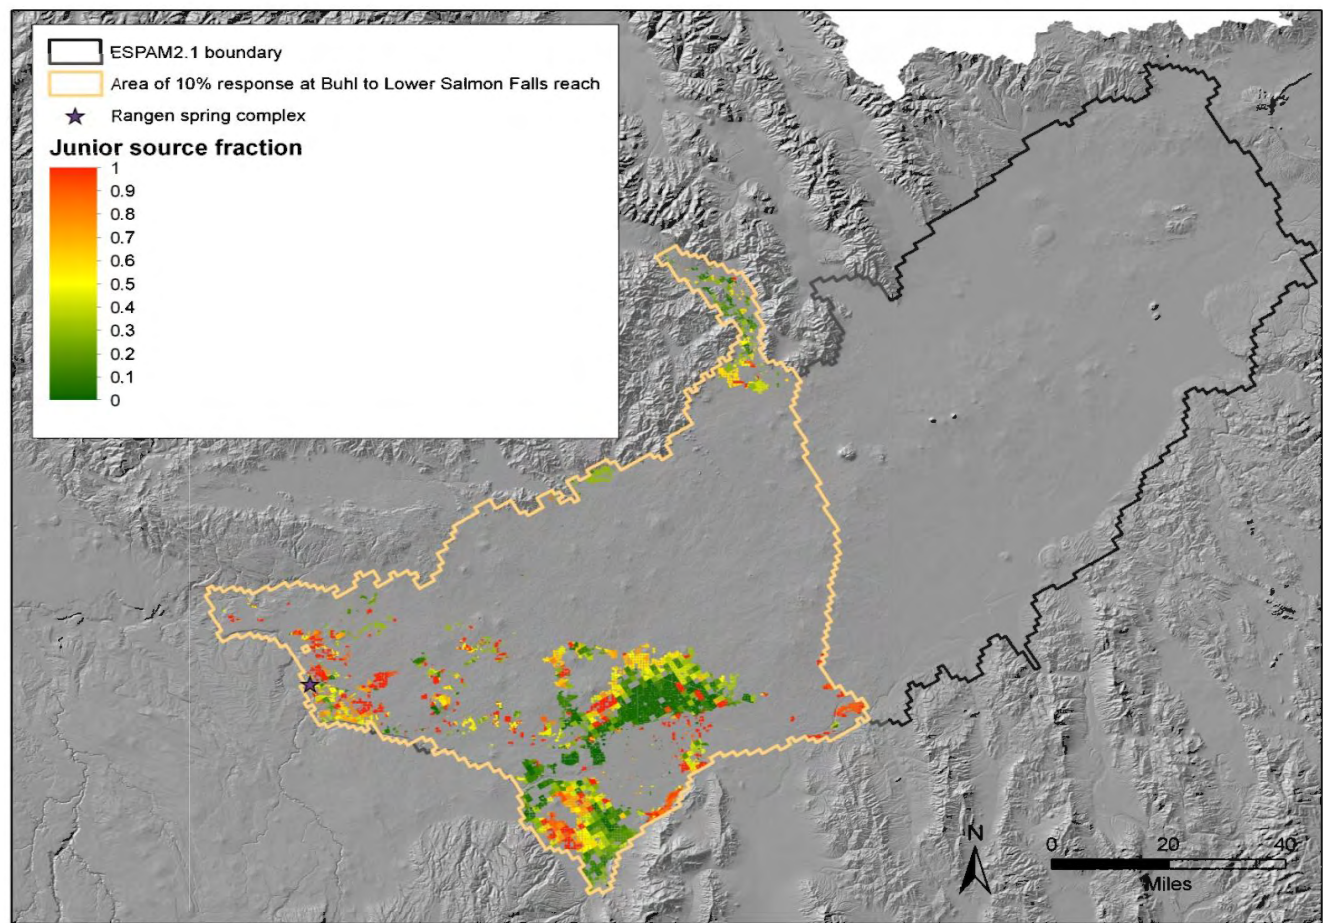 ESPAM2.1 boundary
Area of 10% response at Buhl to Lower Salmon Falls reach
Rangen spring complex
Junior source fraction
1
0.9
0.8
0.7
0.6
0.5
0.4
0.3
0.2
0.1
0
N
0 20 40
Miles